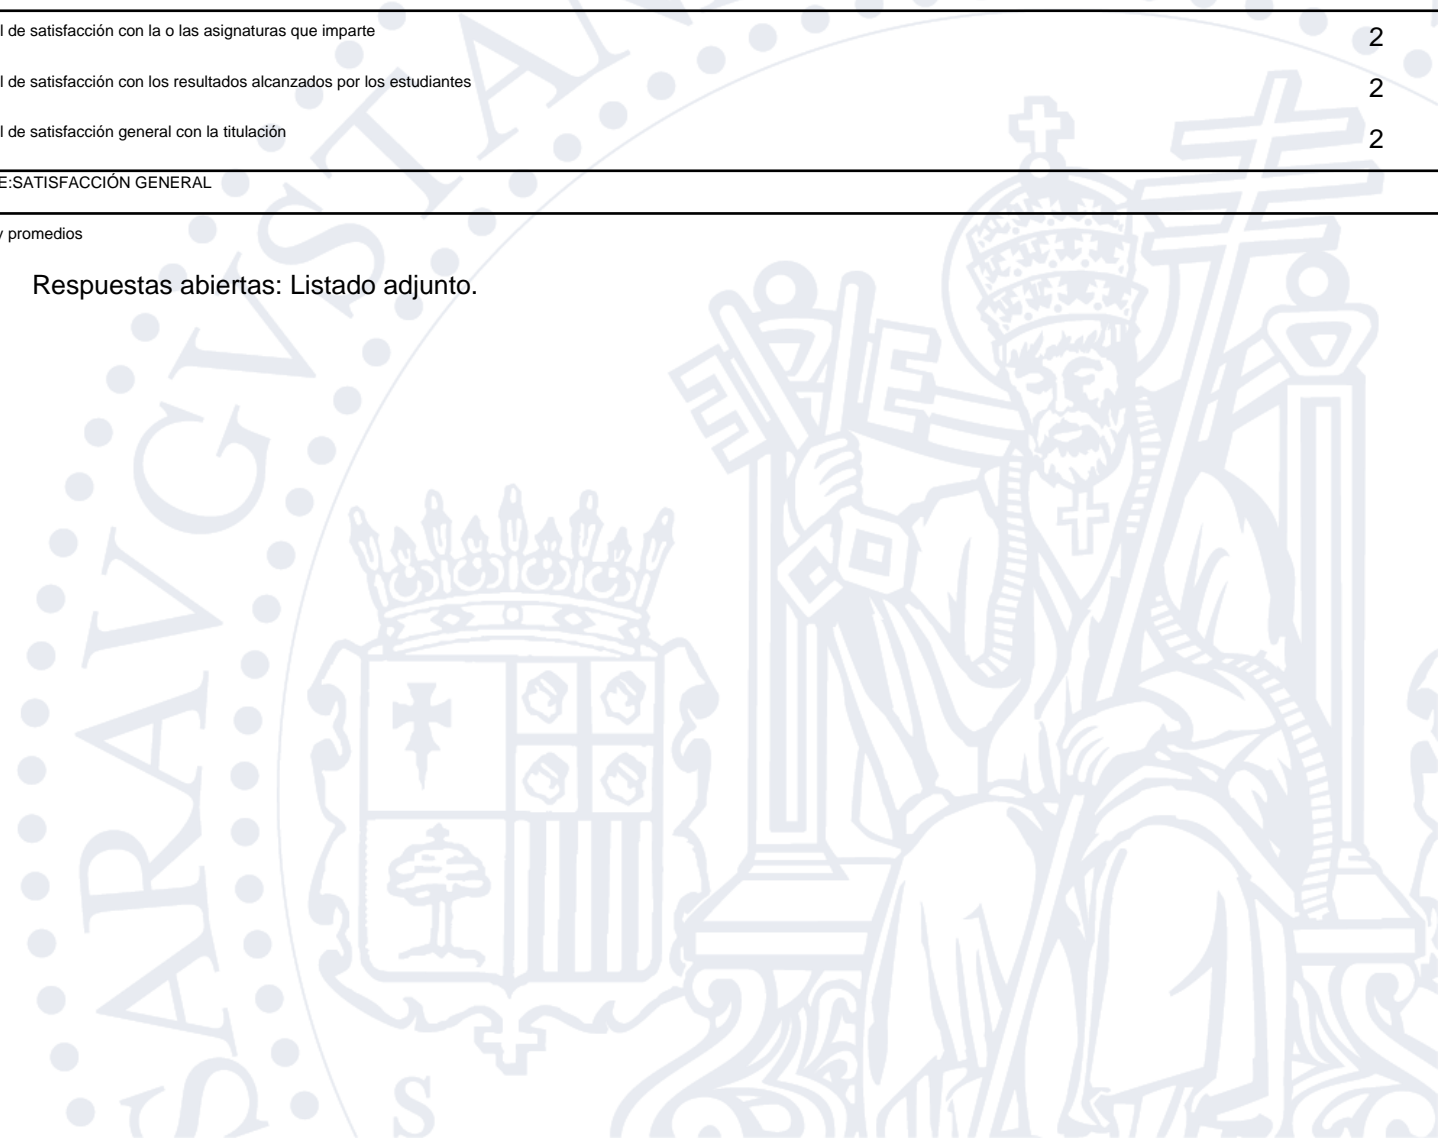 l de satisfacción con la o las asignaturas que imparte 2
l de satisfacción con los resultados alcanzados por los estudiantes 2
l de satisfacción general con la titulación 2
E:SATISFACCIÓN GENERAL
y promedios
Respuestas abiertas: Listado adjunto.
SARAVGVSTAN
S